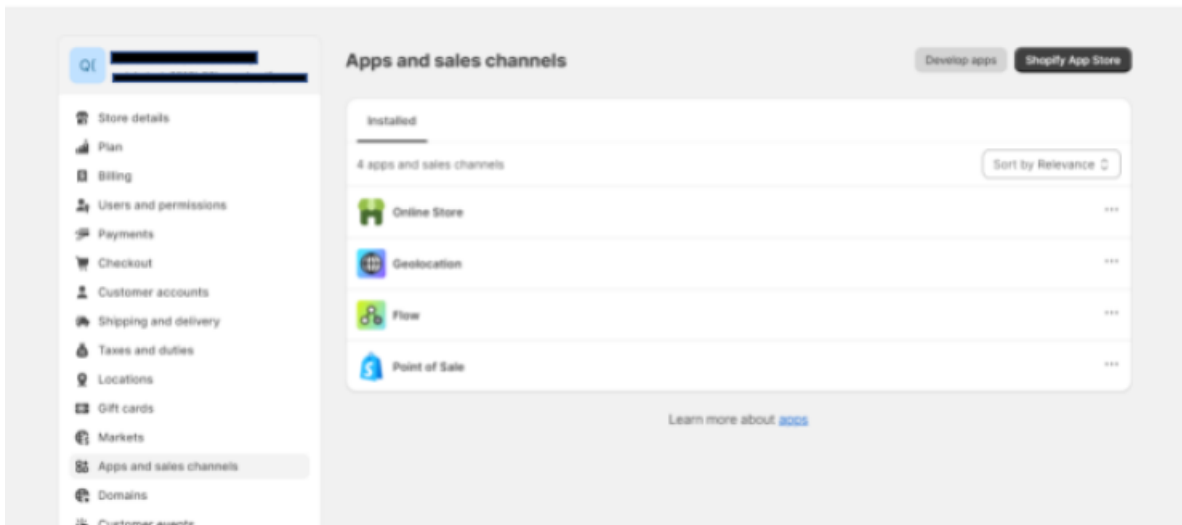 Q(
Store details
Plan
Billing
Users and permissions
Payments
Checkout
Customer accounts
Shipping and delivery
Taxes and duties
Locations
Gift cards
Markets
Apps and sales channels
Domains
Customer events
Apps and sales channels
Develop apps
Shopify App Store
Installed
4 apps and sales channels
Sort by Relevance
Online Store
Geolocation
Flow
Point of Sale
Learn more about apps